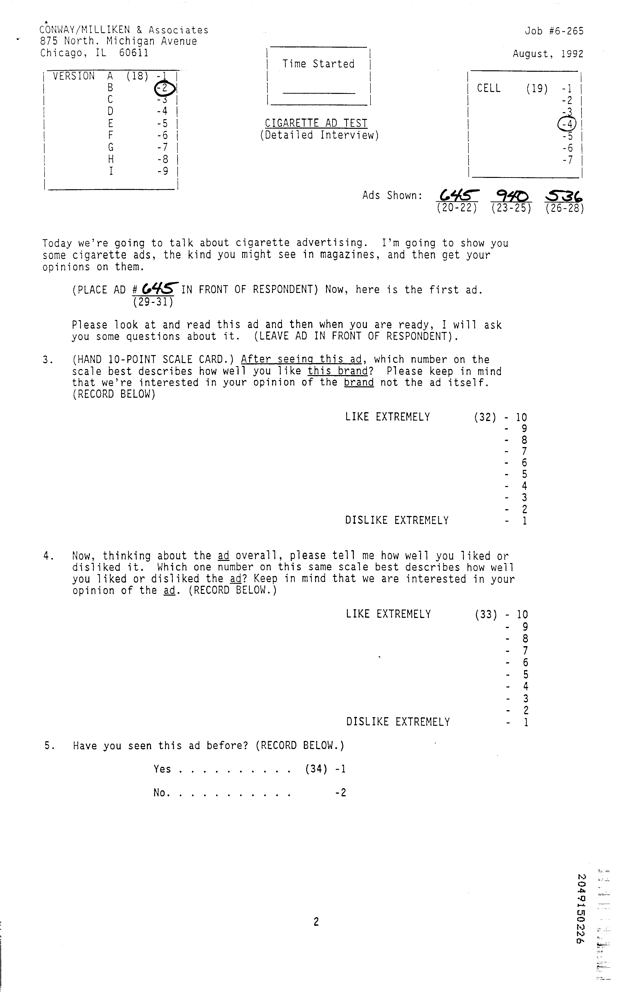 CONWAY/MILLIKEN & Associates
875 North. Michigan Avenue
Chicago, IL 60611
Job #6-265
August, 1992
VERSION A (18) -1
B -2
C -3
D -4
E -5
F -6
G -7
H -8
I -9
Time Started
CELL (19) -1
-2
-3
-4
-5
-6
-7
CIGARETTE AD TEST
(Detailed Interview)
Ads Shown: 645 940 536
(20-22) (23-25) (26-28)
Today we're going to talk about cigarette advertising. I'm going to show you
some cigarette ads, the kind you might see in magazines, and then get your
opinions on them.
(PLACE AD # 645 IN FRONT OF RESPONDENT) Now, here is the first ad.
(29-31)
Please look at and read this ad and then when you are ready, I will ask
you some questions about it. (LEAVE AD IN FRONT OF RESPONDENT).
3. (HAND 10-POINT SCALE CARD.) After seeing this ad, which number on the
scale best describes how well you like this brand? Please keep in mind
that we're interested in your opinion of the brand not the ad itself.
(RECORD BELOW)
LIKE EXTREMELY (32) - 10
- 9
- 8
- 7
- 6
- 5
- 4
- 3
- 2
DISLIKE EXTREMELY - 1
4. Now, thinking about the ad overall, please tell me how well you liked or
disliked it. Which one number on this same scale best describes how well
you liked or disliked the ad? Keep in mind that we are interested in your
opinion of the ad. (RECORD BELOW.)
LIKE EXTREMELY (33) - 10
- 9
- 8
- 7
- 6
- 5
- 4
- 3
- 2
DISLIKE EXTREMELY - 1
5. Have you seen this ad before? (RECORD BELOW.)
Yes . . . . . . . . . . (34) -1
No. . . . . . . . . . . -2
2
2049150226